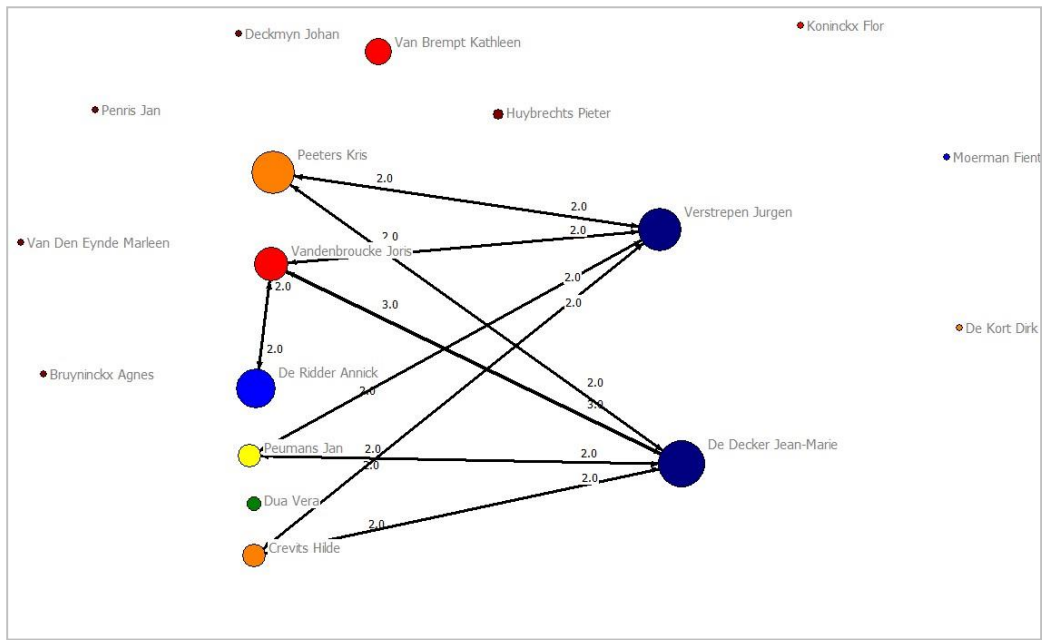 Koninckx Flor
Deckmyn Johan
Van Brempt Kathleen
Penris Jan
Huybrechts Pieter
Peeters Kris
Moerman Fient
2.0
2.0
Verstrepen Jurgen
2.0
2.0
Van Den Eynde Marleen
Vandenbroucke Joris
2.0
2.0
3.0
2.0
De Kort Dirk
2.0
Bruyninckx Agnes
De Ridder Annick
2.0
2.0
3.0
De Decker Jean-Marie
Peumans Jan
2.0
2.0
2.0
2.0
Dua Vera
2.0
Crevits Hilde